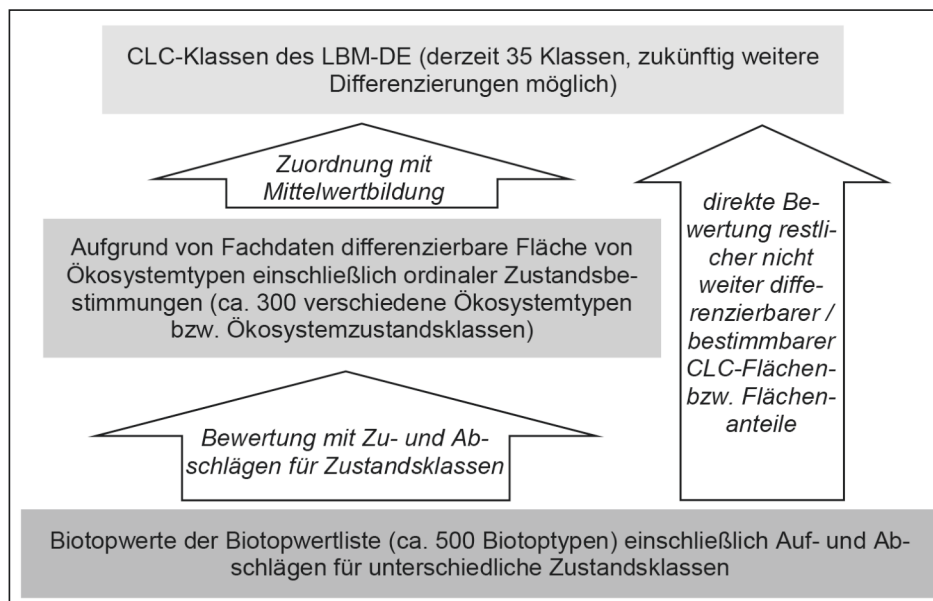 CLC-Klassen des LBM-DE (derzeit 35 Klassen, zukünftig weitere
Differenzierungen möglich)
Zuordnung mit
Mittelwertbildung
Aufgrund von Fachdaten differenzierbare Fläche von
Ökosystemtypen einschließlich ordinaler Zustandsbe-
stimmungen (ca. 300 verschiedene Ökosystemtypen
bzw. Ökosystemzustandsklassen)
direkte Be-
wertung restli-
cher nicht
weiter diffe-
renzierbarer /
bestimmbarer
CLC-Flächen-
bzw. Flächen-
anteile
Bewertung mit Zu- und Ab-
schlägen für Zustandsklassen
Biotopwerte der Biotopwertliste (ca. 500 Biotoptypen) einschließlich Auf- und Ab-
schlägen für unterschiedliche Zustandsklassen